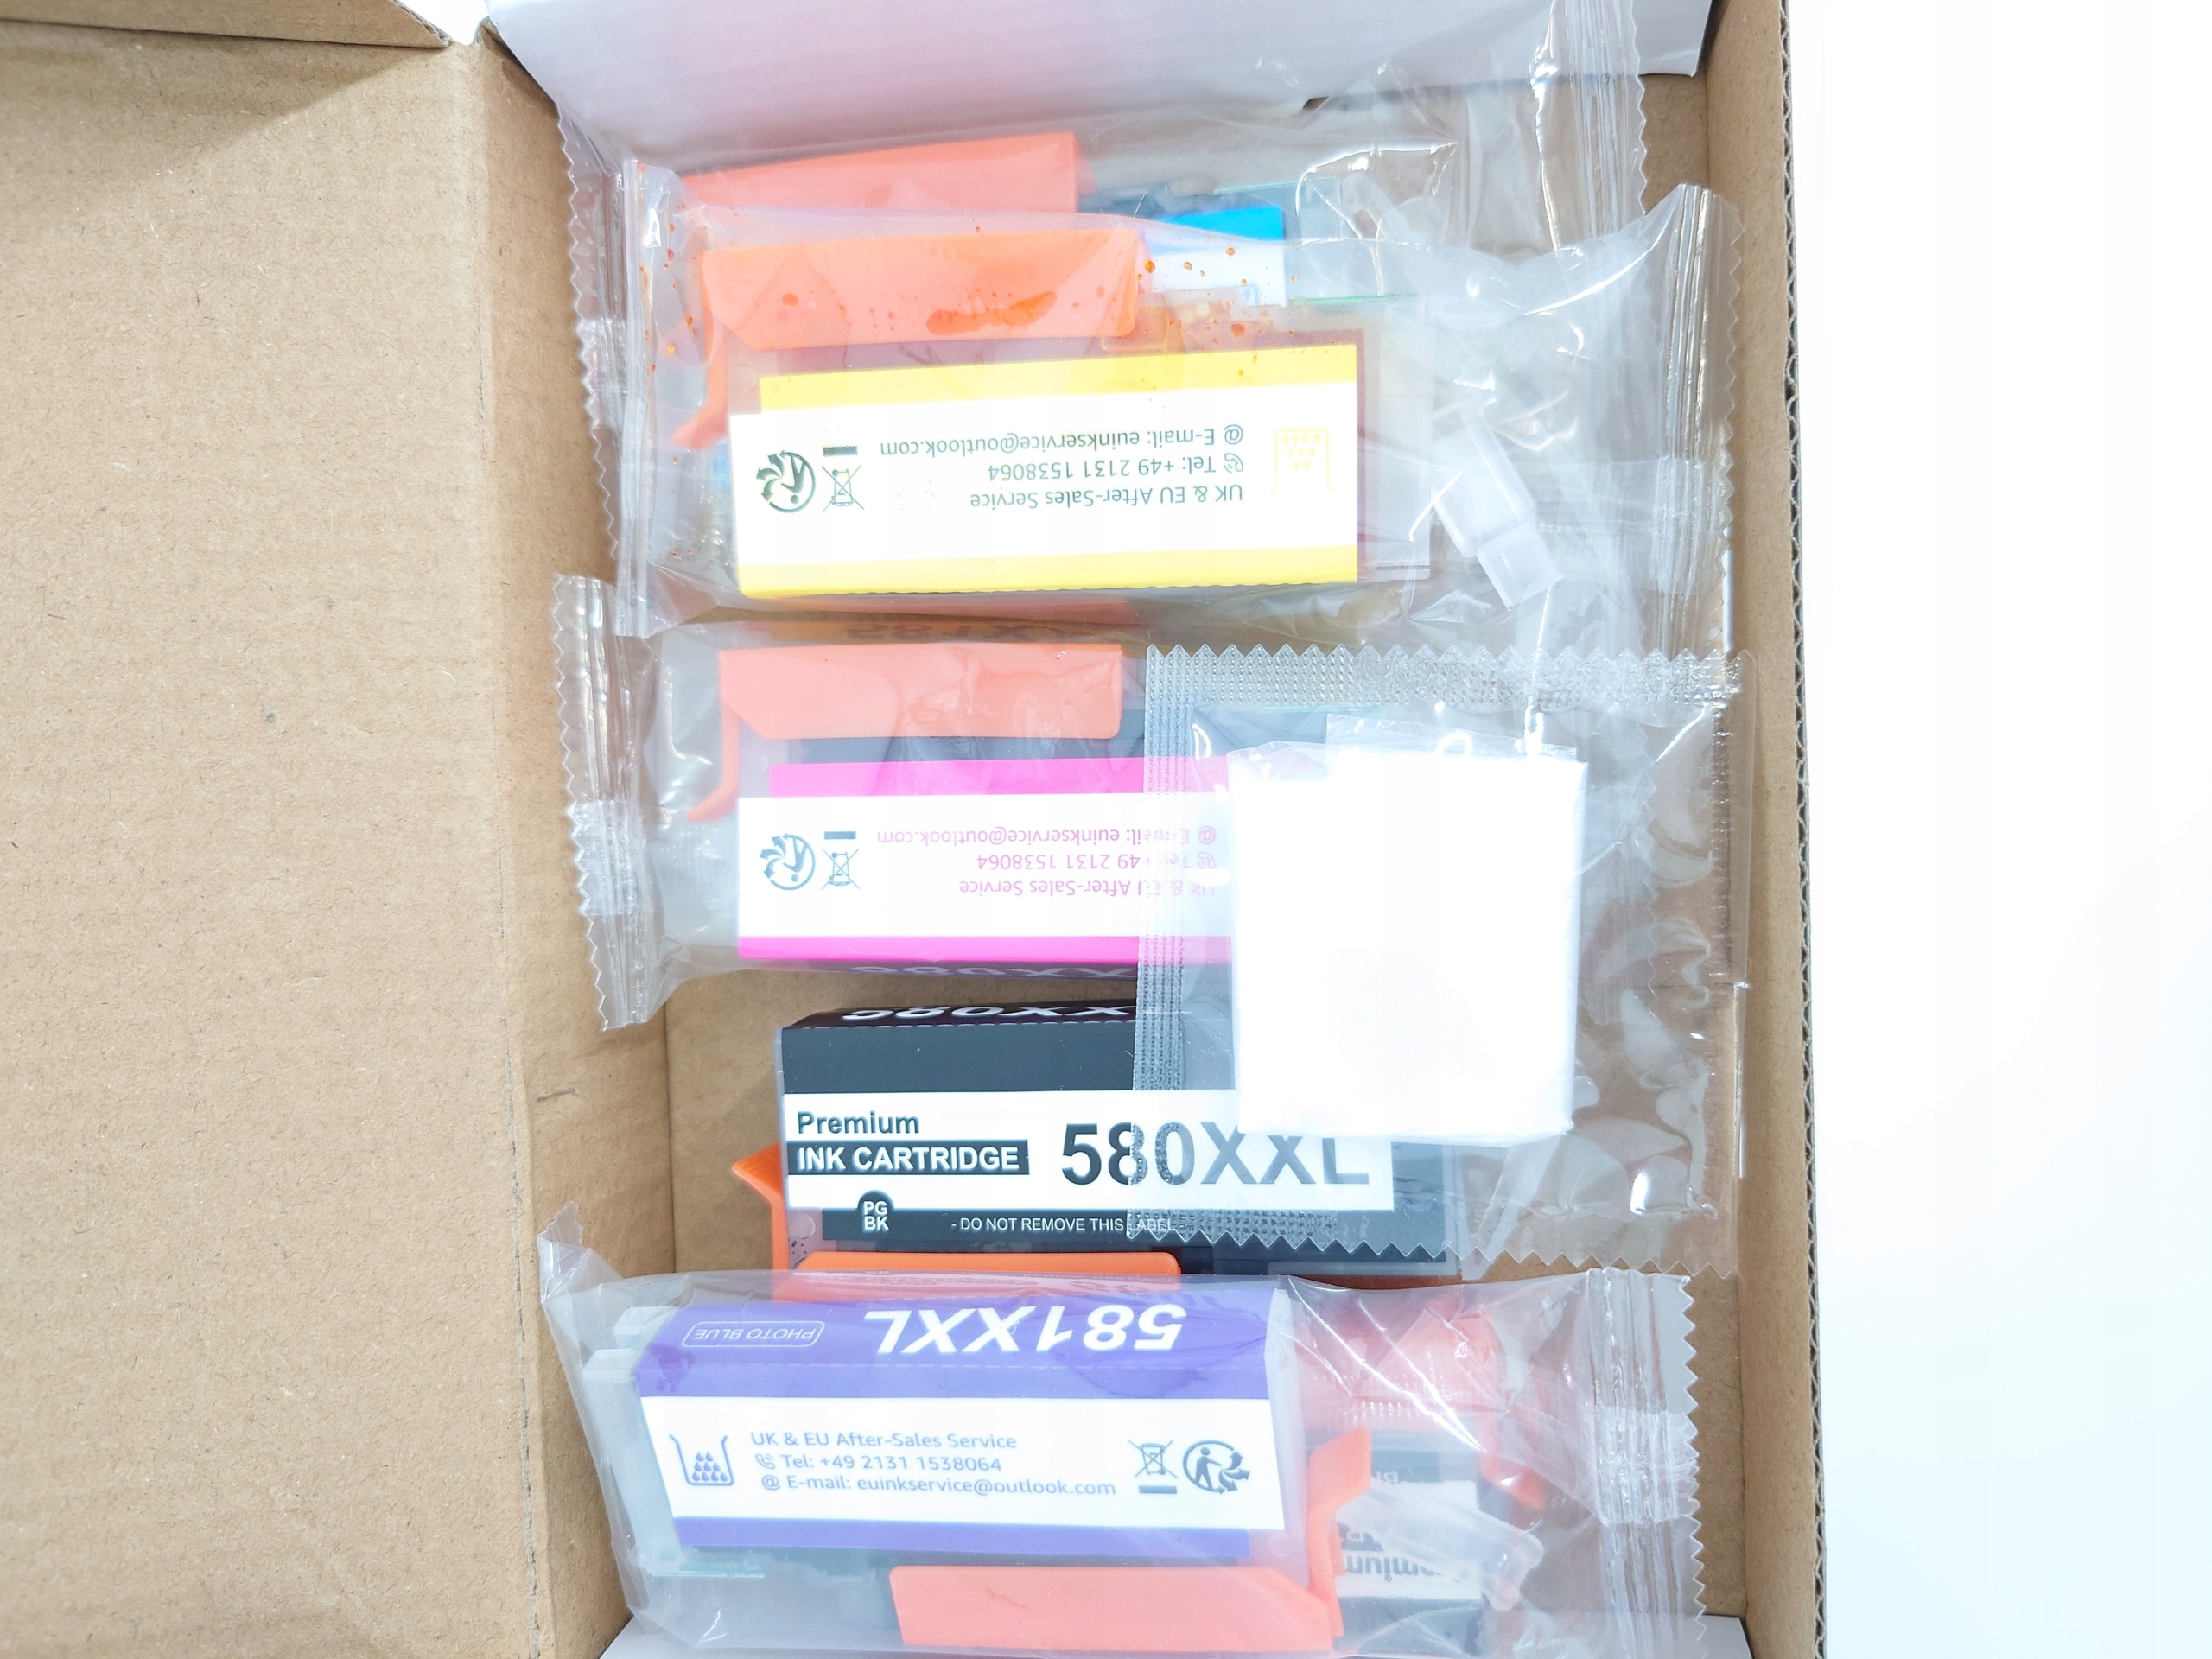 @ E-mail: euinkservice@outlook.com
Tel: +49 2131 1538064
UK & EU After-Sales Service
@ E-mail: euinkservice@outlook.com
Tel: +49 2131 1538064
UK & EU After-Sales Service
Premium
INK CARTRIDGE
580XXL
PG
BK
- DO NOT REMOVE THIS LABEL -
581XXL
PHOTO BLUE
UK & EU After-Sales Service
Tel: +49 2131 1538064
@ E-mail: euinkservice@outlook.com